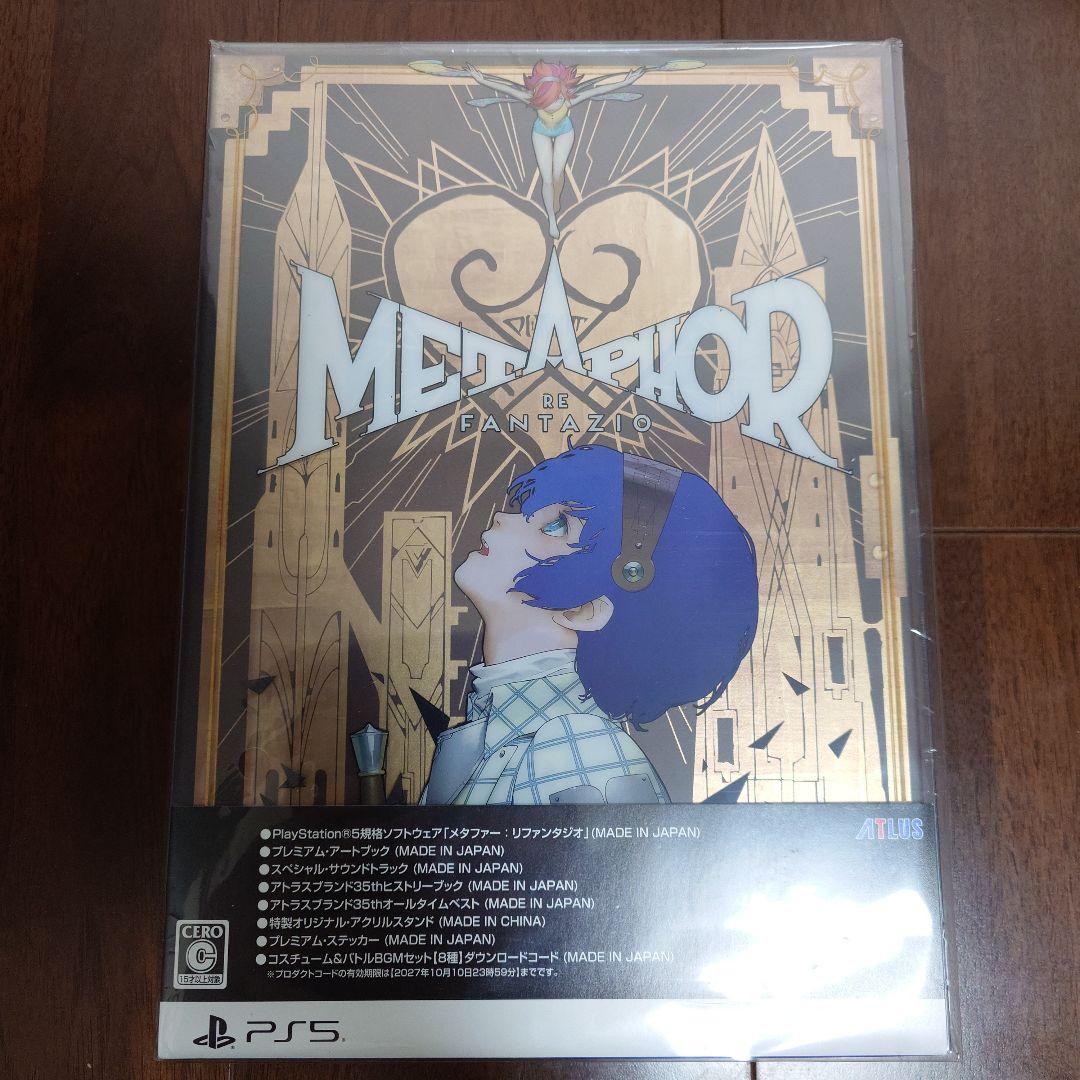 METAPHOR
RE
FANTAZIO
●PlayStation®5規格ソフトウェア「メタファー：リファンタジオ」(MADE IN JAPAN)
●プレミアム・アートブック (MADE IN JAPAN)
●スペシャル・サウンドトラック (MADE IN JAPAN)
●アトラスブランド35thヒストリーブック (MADE IN JAPAN)
●アトラスブランド35thオールタイムベスト (MADE IN JAPAN)
●特製オリジナル・アクリルスタンド (MADE IN CHINA)
●プレミアム・ステッカー (MADE IN JAPAN)
●コスチューム&バトルBGMセット【8種】ダウンロードコード (MADE IN JAPAN)
※プロダクトコードの有効期限は【2027年10月10日23時59分】までです。
ATLUS
CERO
C
15才以上対象
PS5